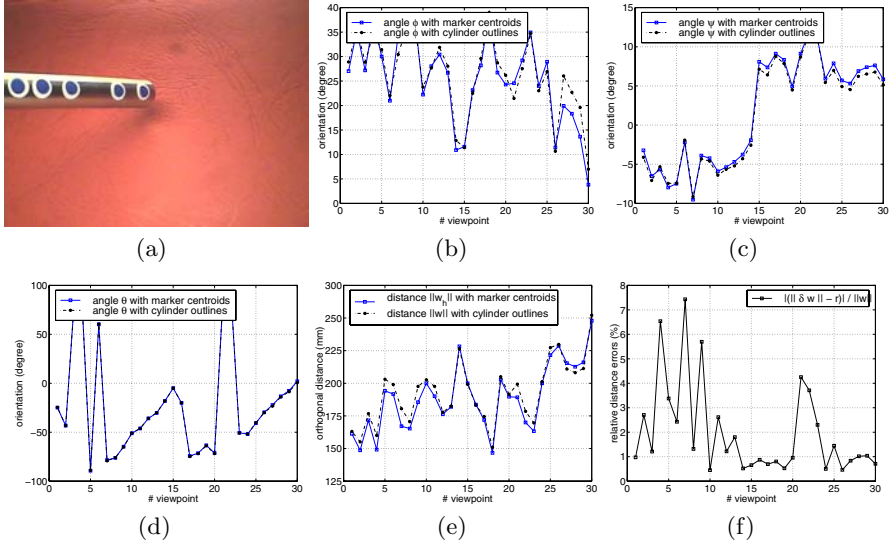 (a)
angle ϕ with marker centroids
angle ϕ with cylinder outlines
orientation (degree)
40
35
30
25
20
15
10
5
0
0 5 10 15 20 25 30
# viewpoint
(b)
angle ψ with marker centroids
angle ψ with cylinder outlines
orientation (degree)
15
10
5
0
−5
−10
0 5 10 15 20 25 30
# viewpoint
(c)
angle θ with marker centroids
angle θ with cylinder outlines
orientation (degree)
100
50
0
−50
−100
0 5 10 15 20 25 30
# viewpoint
(d)
distance ||w_h|| with marker centroids
distance ||w|| with cylinder outlines
orthogonal distance (mm)
300
250
225
200
175
150
125
0 5 10 15 20 25 30
# viewpoint
(e)
|(|| δ w || − r)| / ||w||
relative distance errors (%)
8
7
6
5
4
3
2
1
0
0 5 10 15 20 25 30
# viewpoint
(f)